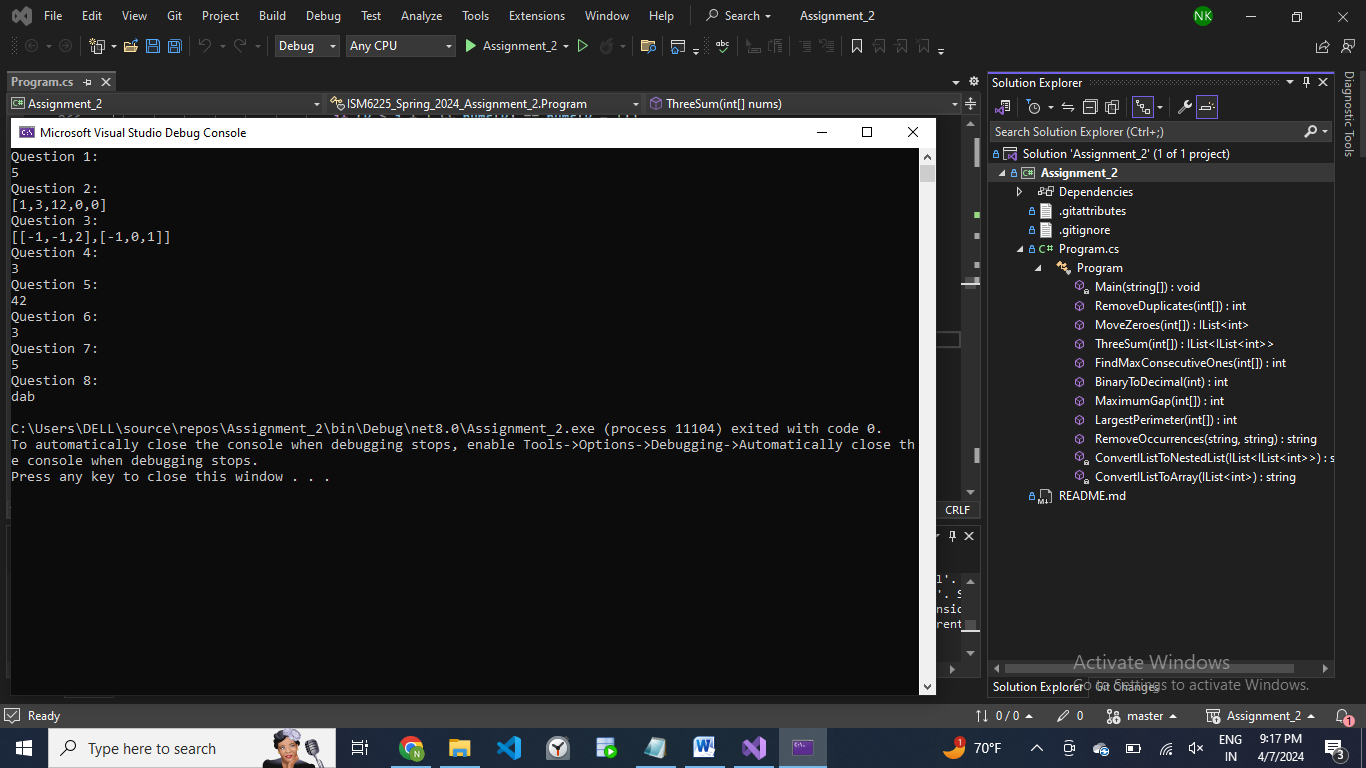 File Edit View Git Project Build Debug Test Analyze Tools Extensions Window Help Search Assignment_2 NK
Debug Any CPU Assignment_2
Program.cs
Assignment_2 ISM6225_Spring_2024_Assignment_2.Program ThreeSum(int[] nums)
Microsoft Visual Studio Debug Console
Question 1:
5
Question 2:
[1,3,12,0,0]
Question 3:
[[-1,-1,2],[-1,0,1]]
Question 4:
3
Question 5:
42
Question 6:
3
Question 7:
5
Question 8:
dab
C:\Users\DELL\source\repos\Assignment_2\bin\Debug\net8.0\Assignment_2.exe (process 11104) exited with code 0.
To automatically close the console when debugging stops, enable Tools->Options->Debugging->Automatically close th
e console when debugging stops.
Press any key to close this window . . .
CRLF
Solution Explorer
Search Solution Explorer (Ctrl+;)
Solution 'Assignment_2' (1 of 1 project)
Assignment_2
Dependencies
.gitattributes
.gitignore
C# Program.cs
Program
Main(string[]) : void
RemoveDuplicates(int[]) : int
MoveZeroes(int[]) : IList<int>
ThreeSum(int[]) : IList<IList<int>>
FindMaxConsecutiveOnes(int[]) : int
BinaryToDecimal(int) : int
MaximumGap(int[]) : int
LargestPerimeter(int[]) : int
RemoveOccurrences(string, string) : string
ConvertIListToNestedList(IList<IList<int>>) : s
ConvertIListToArray(IList<int>) : string
README.md
Diagnostic Tools
Activate Windows
Go to Settings to activate Windows.
Solution Explorer Git Changes
Ready 0 / 0 0 master Assignment_2 1
Type here to search 70°F ENG IN 9:17 PM 4/7/2024 3